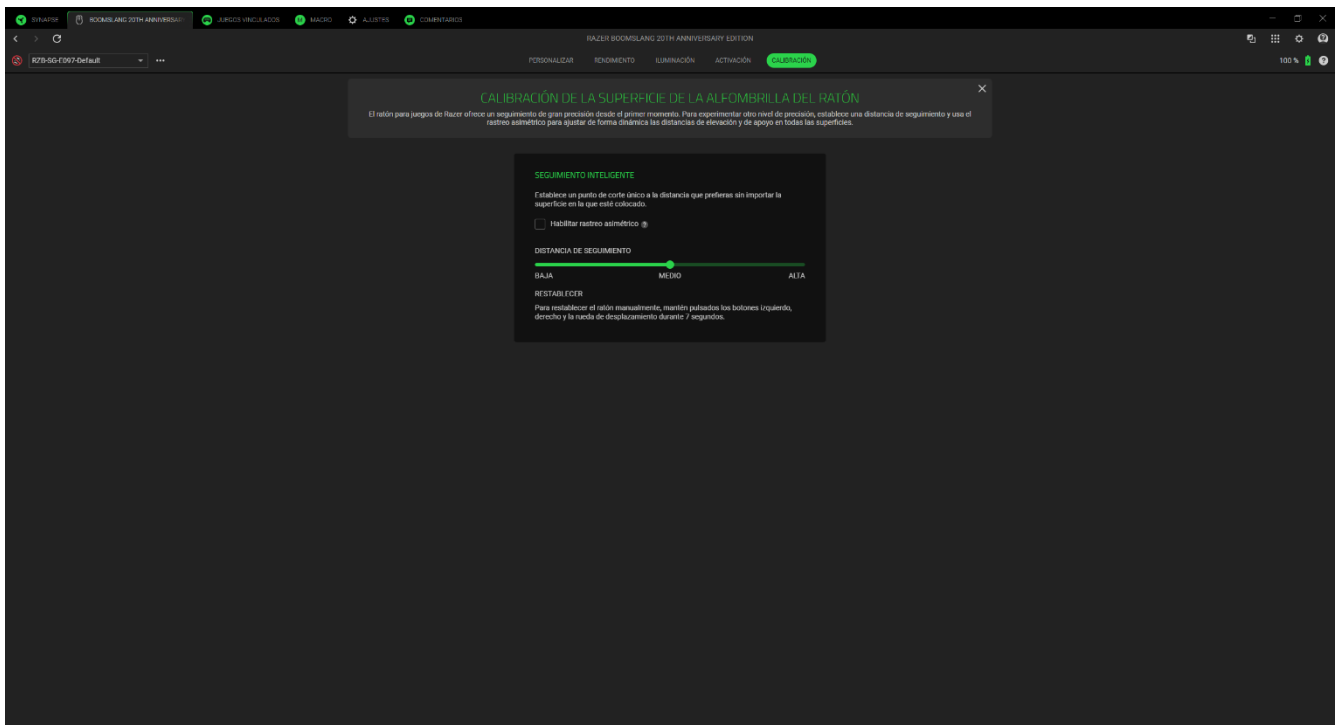 SYNAPSE
BOOMSLANG 20TH ANNIVERSARY
JUEGOS VINCULADOS
MACRO
AJUSTES
COMENTARIOS
RAZER BOOMSLANG 20TH ANNIVERSARY EDITION
RZB-SG-E097-Default
PERSONALIZAR
RENDIMIENTO
ILUMINACIÓN
ACTIVACIÓN
CALIBRACIÓN
100 %
CALIBRACIÓN DE LA SUPERFICIE DE LA ALFOMBRILLA DEL RATÓN
El ratón para juegos de Razer ofrece un seguimiento de gran precisión desde el primer momento. Para experimentar otro nivel de precisión, establece una distancia de seguimiento y usa el
rastreo asimétrico para ajustar de forma dinámica las distancias de elevación y de apoyo en todas las superficies.
SEGUIMIENTO INTELIGENTE
Establece un punto de corte único a la distancia que prefieras sin importar la
superficie en la que esté colocado.
Habilitar rastreo asimétrico
DISTANCIA DE SEGUIMIENTO
BAJA
MEDIO
ALTA
RESTABLECER
Para restablecer el ratón manualmente, mantén pulsados los botones izquierdo,
derecho y la rueda de desplazamiento durante 7 segundos.